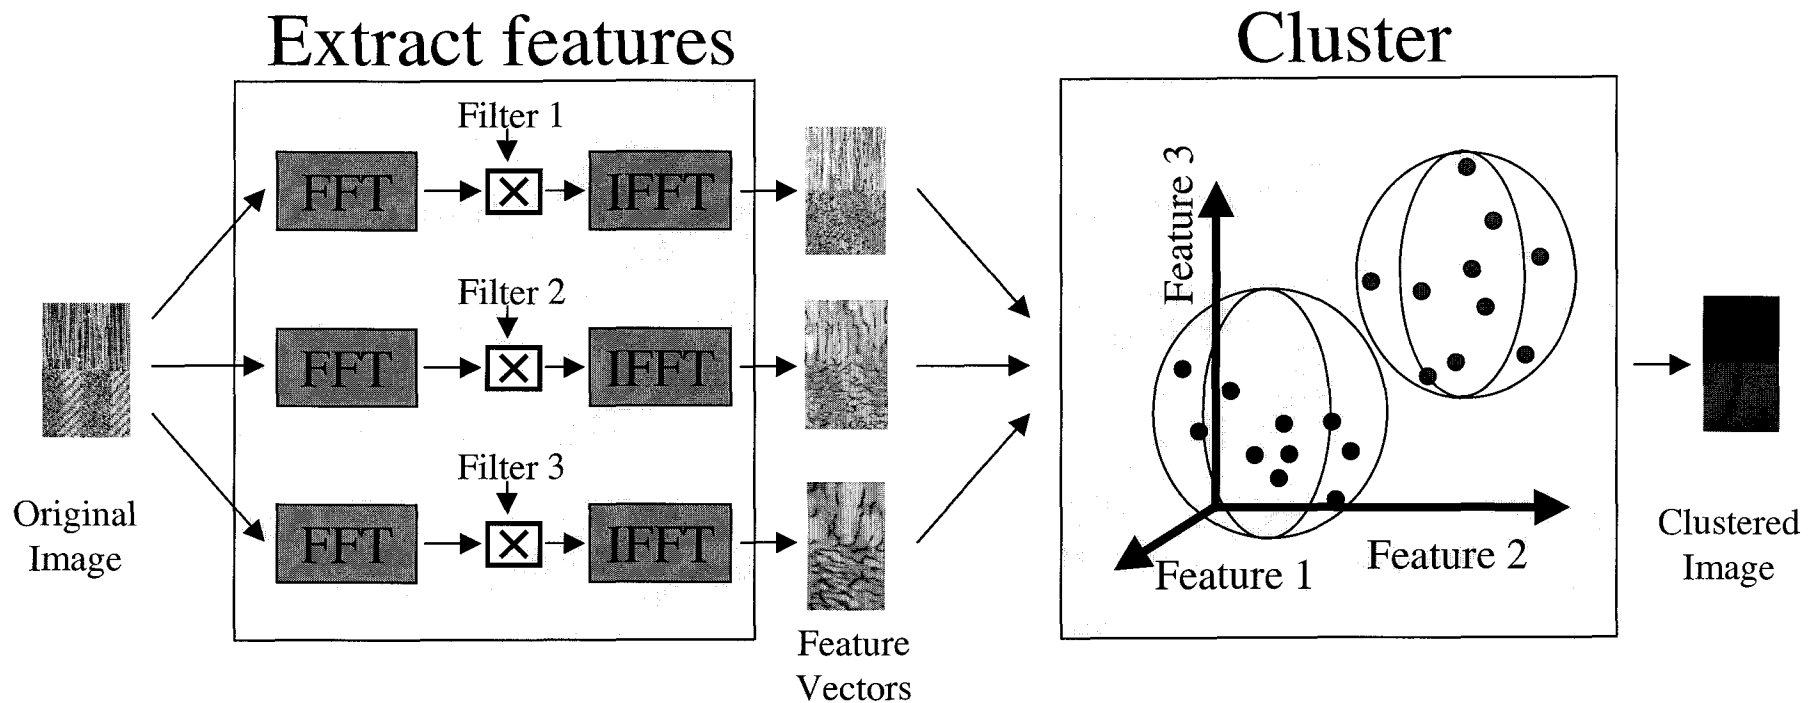 Extract features
Cluster
Filter 1
FFT
IFFT
Filter 2
FFT
IFFT
Filter 3
FFT
IFFT
Original
Image
Feature
Vectors
Feature 3
Feature 2
Feature 1
Clustered
Image